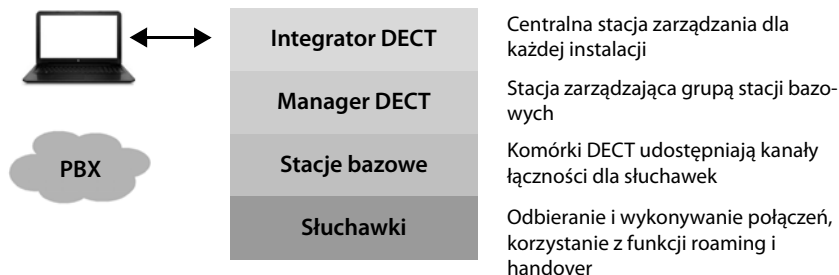 Integrator DECT
Centralna stacja zarządzania dla
każdej instalacji
Manager DECT
Stacja zarządzająca grupą stacji bazo-
wych
PBX
Stacje bazowe
Komórki DECT udostępniają kanały
łączności dla słuchawek
Słuchawki
Odbieranie i wykonywanie połączeń,
korzystanie z funkcji roaming i
handover